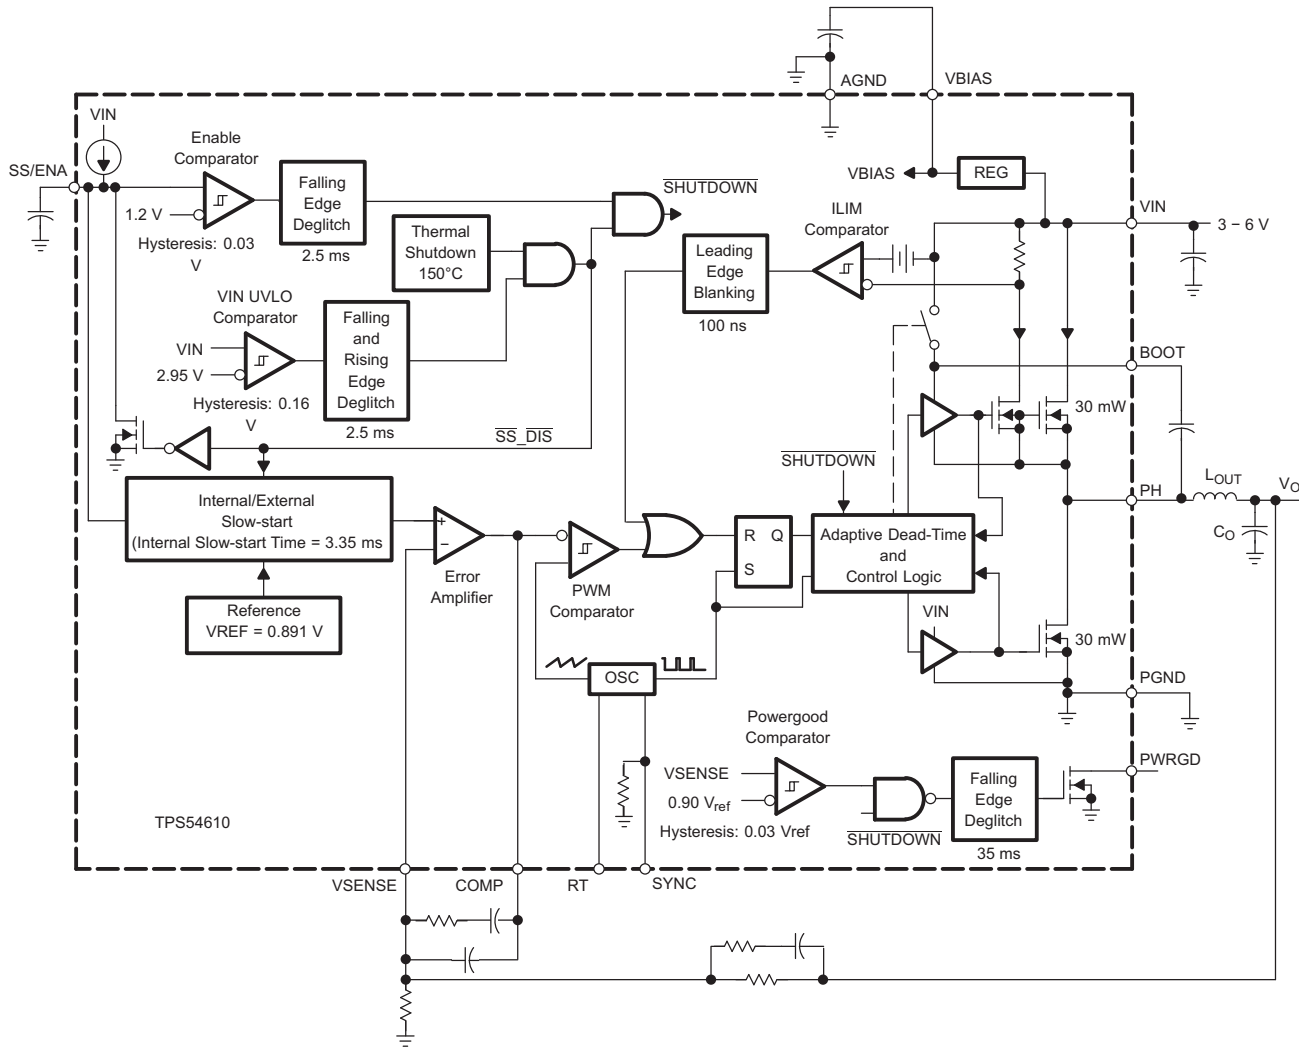 AGND
VBIAS
VIN
Enable
Comparator
SS/ENA
1.2 V
Hysteresis: 0.03
V
Falling
Edge
Deglitch
2.5 ms
SHUTDOWN
VBIAS
REG
VIN
3 − 6 V
Thermal
Shutdown
150°C
ILIM
Comparator
Leading
Edge
Blanking
100 ns
VIN UVLO
Comparator
VIN
2.95 V
Hysteresis: 0.16
V
Falling
and
Rising
Edge
Deglitch
2.5 ms
BOOT
30 mW
SS_DIS
SHUTDOWN
PH
LOUT
VO
CO
Internal/External
Slow-start
(Internal Slow-start Time = 3.35 ms
Error
Amplifier
+
−
Reference
VREF = 0.891 V
PWM
Comparator
R Q
S
Adaptive Dead-Time
and
Control Logic
VIN
30 mW
OSC
PGND
Powergood
Comparator
VSENSE
0.90 Vref
Hysteresis: 0.03 Vref
SHUTDOWN
Falling
Edge
Deglitch
35 ms
PWRGD
TPS54610
VSENSE
COMP
RT
SYNC